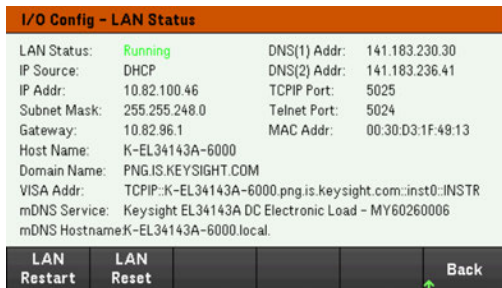 I/O Config - LAN Status
LAN Status: Running DNS(1) Addr: 141.183.230.30
IP Source: DHCP DNS(2) Addr: 141.183.236.41
IP Addr: 10.82.100.46 TCPIP Port: 5025
Subnet Mask: 255.255.248.0 Telnet Port: 5024
Gateway: 10.82.96.1 MAC Addr: 00:30:D3:1F:49:13
Host Name: K-EL34143A-6000
Domain Name: PNG.IS.KEYSIGHT.COM
VISA Addr: TCPIP::K-EL34143A-6000.png.is.keysight.com::inst0::INSTR
mDNS Service: Keysight EL34143A DC Electronic Load - MY60260006
mDNS Hostname:K-EL34143A-6000.local.
LAN Restart LAN Reset Back